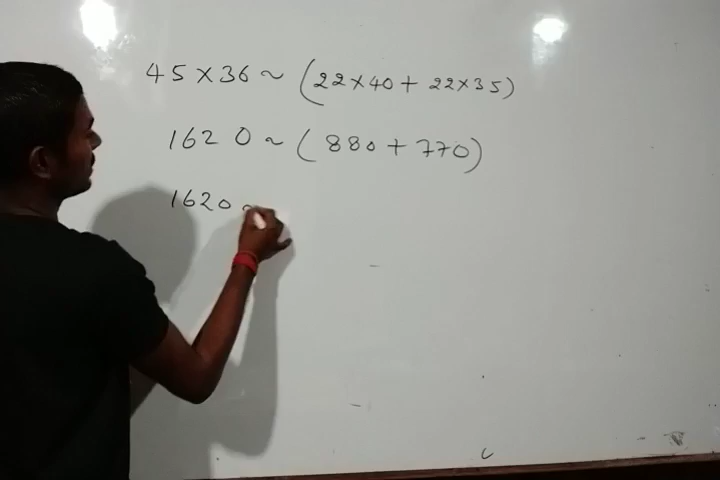 45×36 ~ (22×40 + 22×35)
1620 ~ (880 + 770)
1620 ~